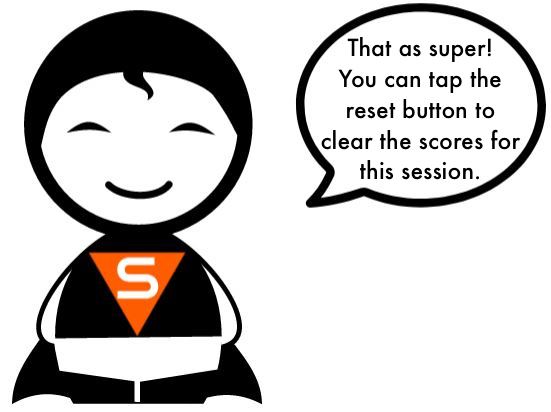 That as super!
You can tap the
reset button to
clear the scores for
this session.
S